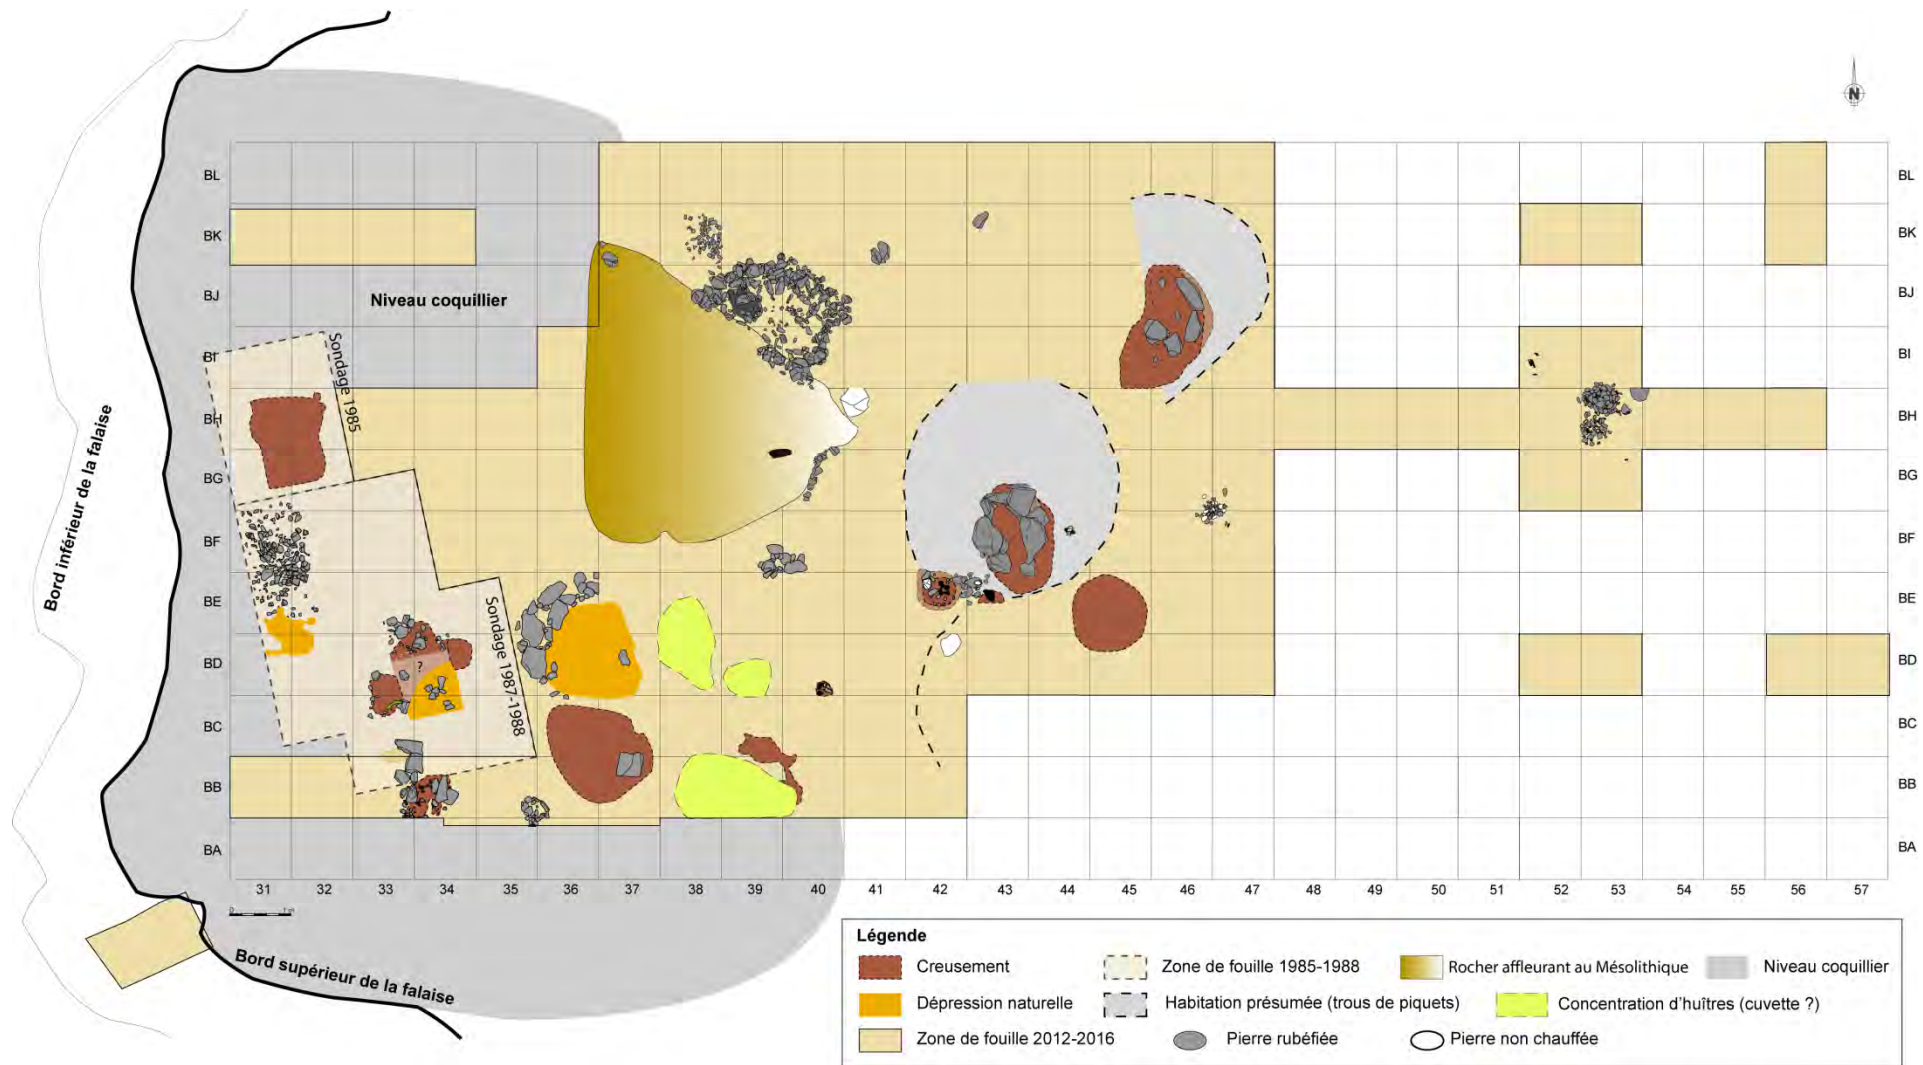 N
BL
BK
BJ
BI
BH
BG
BF
BE
BD
BC
BB
BA
BL
BK
BJ
BI
BH
BG
BF
BE
BD
BC
BB
BA
Niveau coquillier
Sondage 1985
Sondage 1987-1988
Bord inférieur de la falaise
?
31 32 33 34 35 36 37 38 39 40 41 42 43 44 45 46 47 48 49 50 51 52 53 54 55 56 57
Bord supérieur de la falaise
Légende
Creusement
Zone de fouille 1985-1988
Rocher affleurant au Mésolithique
Niveau coquillier
Dépression naturelle
Habitation présumée (trous de piquets)
Concentration d'huîtres (cuvette ?)
Zone de fouille 2012-2016
Pierre rubéfiée
Pierre non chauffée